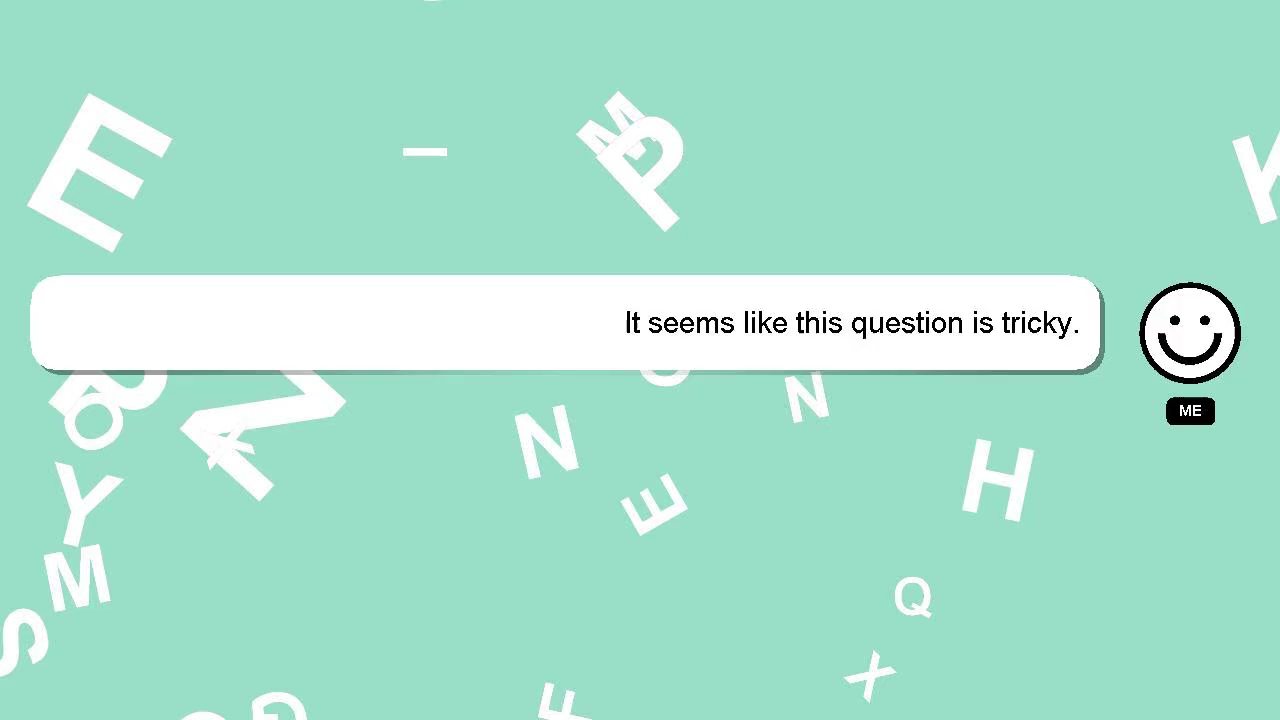 It seems like this question is tricky.
ME
E
I
M
P
K
B
O
Z
A
N
N
E
H
Y
M
S
Q
X
G
F